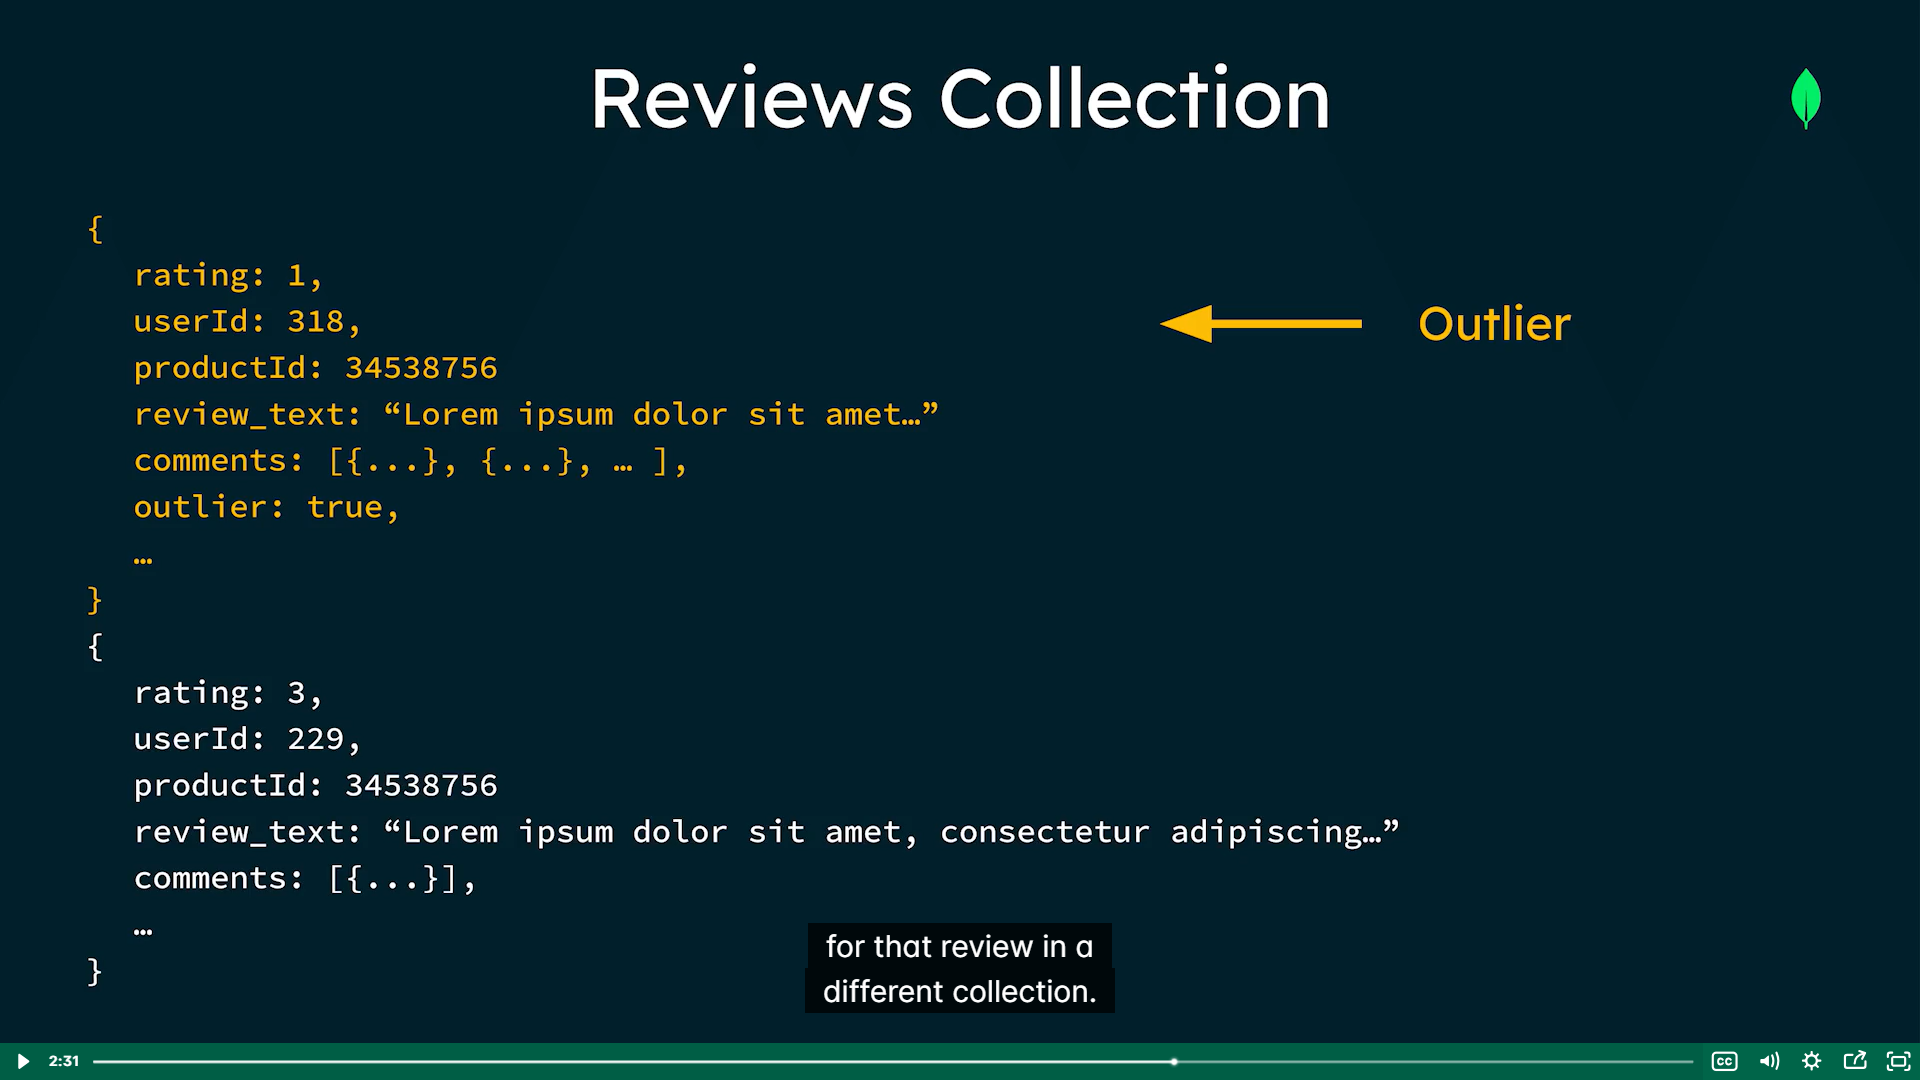 Reviews Collection
{
rating: 1,
userId: 318,
productId: 34538756
review_text: “Lorem ipsum dolor sit amet…”
comments: [{...}, {...}, … ],
outlier: true,
…
}
Outlier
{
rating: 3,
userId: 229,
productId: 34538756
review_text: “Lorem ipsum dolor sit amet, consectetur adipiscing…”
comments: [{...}],
…
}
for that review in a
different collection.
2:31
CC